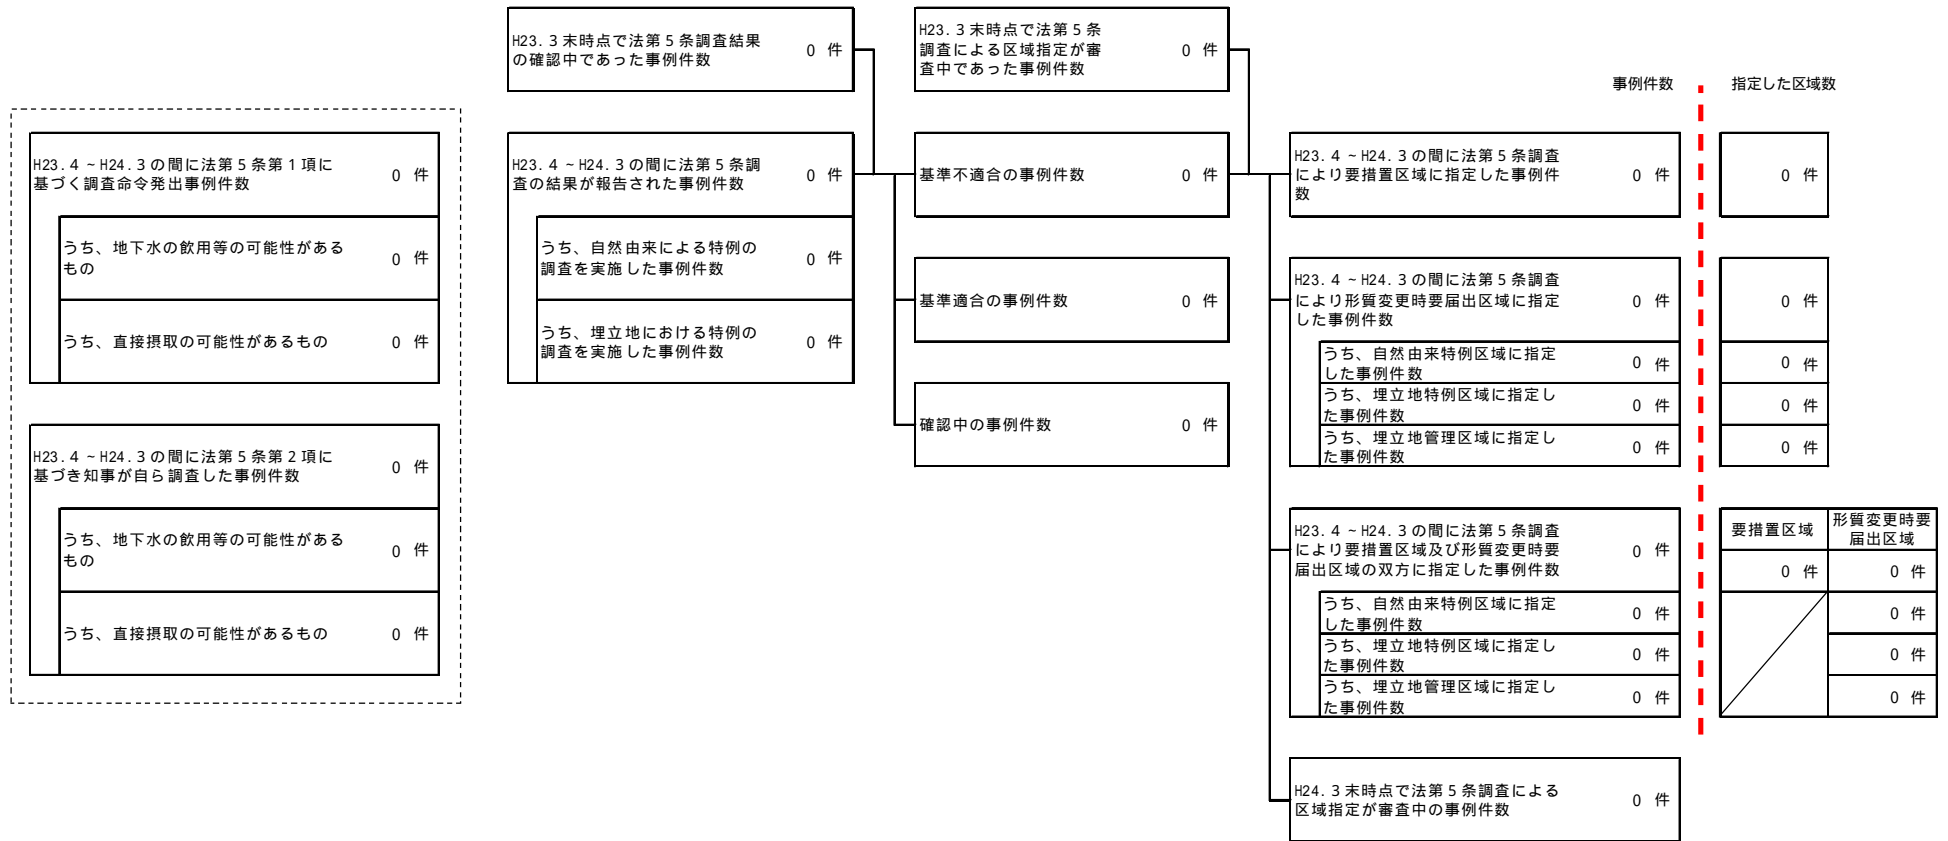 H23.3末時点で法第5条調査結果
の確認中であった事例件数
0 件
H23.3末時点で法第5条
調査による区域指定が審
査中であった事例件数
0 件
事例件数
指定した区域数
H23.4~H24.3の間に法第5条第1項に
基づく調査命令発出事例件数
0 件
うち、地下水の飲用等の可能性がある
もの
0 件
うち、直接摂取の可能性があるもの
0 件
H23.4~H24.3の間に法第5条第2項に
基づき知事が自ら調査した事例件数
0 件
うち、地下水の飲用等の可能性がある
もの
0 件
うち、直接摂取の可能性があるもの
0 件
H23.4~H24.3の間に法第5条調
査の結果が報告された事例件数
0 件
うち、自然由来による特例の
調査を実施した事例件数
0 件
うち、埋立地における特例の
調査を実施した事例件数
0 件
基準不適合の事例件数
0 件
基準適合の事例件数
0 件
確認中の事例件数
0 件
H23.4~H24.3の間に法第5条調査
により要措置区域に指定した事例件
数
0 件
0 件
H23.4~H24.3の間に法第5条調査
により形質変更時要届出区域に指定
した事例件数
0 件
0 件
うち、自然由来特例区域に指定
した事例件数
0 件
0 件
うち、埋立地特例区域に指定し
た事例件数
0 件
0 件
うち、埋立地管理区域に指定し
た事例件数
0 件
0 件
H23.4~H24.3の間に法第5条調査
により要措置区域及び形質変更時要
届出区域の双方に指定した事例件数
0 件
要措置区域
形質変更時要
届出区域
0 件
0 件
うち、自然由来特例区域に指定
した事例件数
0 件
0 件
うち、埋立地特例区域に指定し
た事例件数
0 件
0 件
うち、埋立地管理区域に指定し
た事例件数
0 件
0 件
H24.3末時点で法第5条調査による
区域指定が審査中の事例件数
0 件